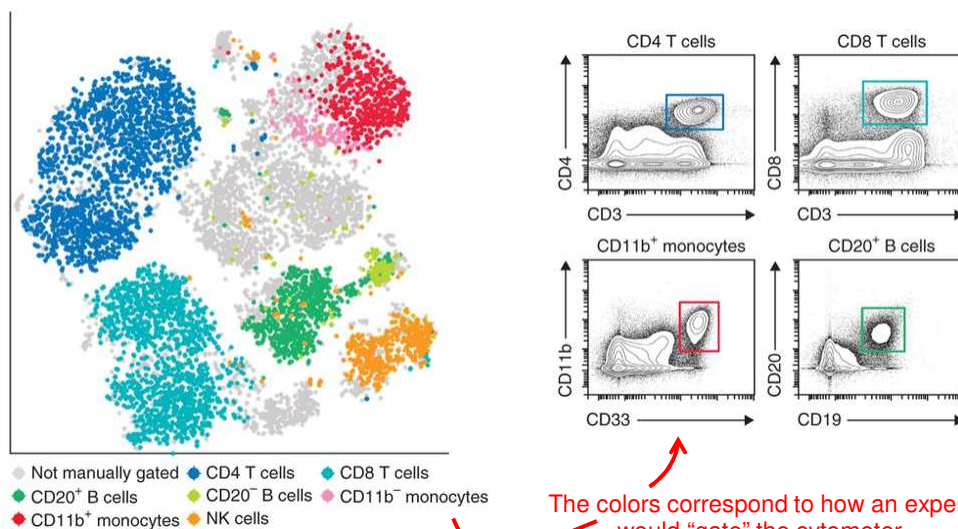 CD4 T cells
CD8 T cells
CD4
CD3
CD8
CD3
CD11b⁺ monocytes
CD20⁺ B cells
CD11b
CD33
CD20
CD19
Not manually gated CD4 T cells CD8 T cells
CD20⁺ B cells CD20⁻ B cells CD11b⁻ monocytes
CD11b⁺ monocytes NK cells
The colors correspond to how an expe
would “gate” the cytometer